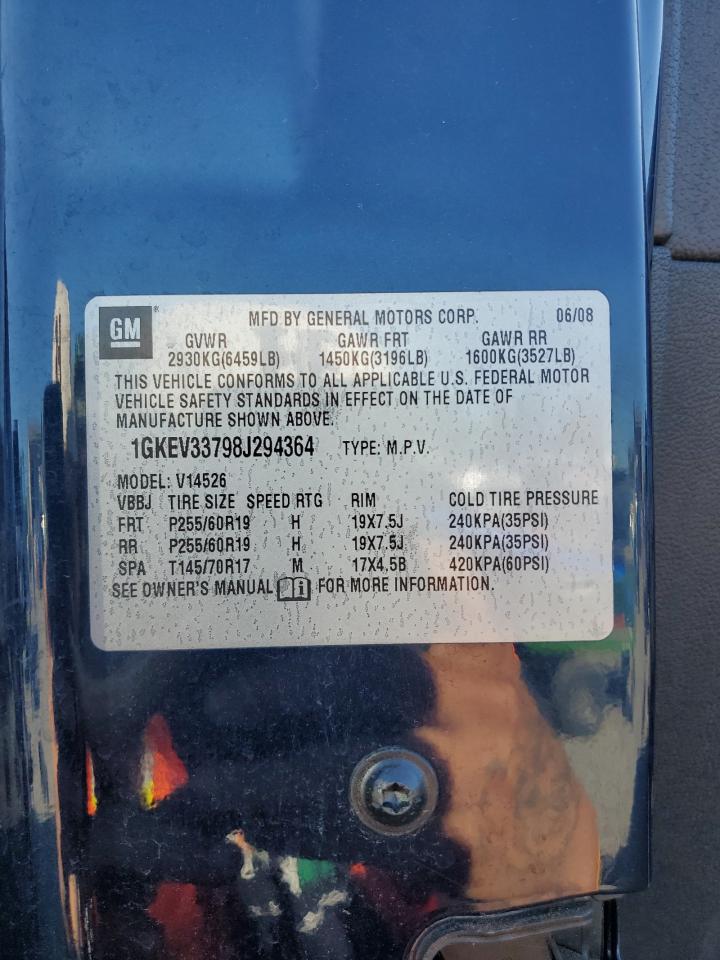 GM ® MFD BY GENERAL MOTORS CORP. 06/08
GVWR GAWR FRT GAWR RR
2930KG(6459LB) 1450KG(3196LB) 1600KG(3527LB)
THIS VEHICLE CONFORMS TO ALL APPLICABLE U.S. FEDERAL MOTOR
VEHICLE SAFETY STANDARDS IN EFFECT ON THE DATE OF
MANUFACTURE SHOWN ABOVE.
1GKEV33798J294364 TYPE: M.P.V.
MODEL: V14526
VBBJ TIRE SIZE SPEED RTG RIM COLD TIRE PRESSURE
FRT P255/60R19 H 19X7.5J 240KPA(35PSI)
RR P255/60R19 H 19X7.5J 240KPA(35PSI)
SPA T145/70R17 M 17X4.5B 420KPA(60PSI)
SEE OWNER'S MANUAL i FOR MORE INFORMATION.